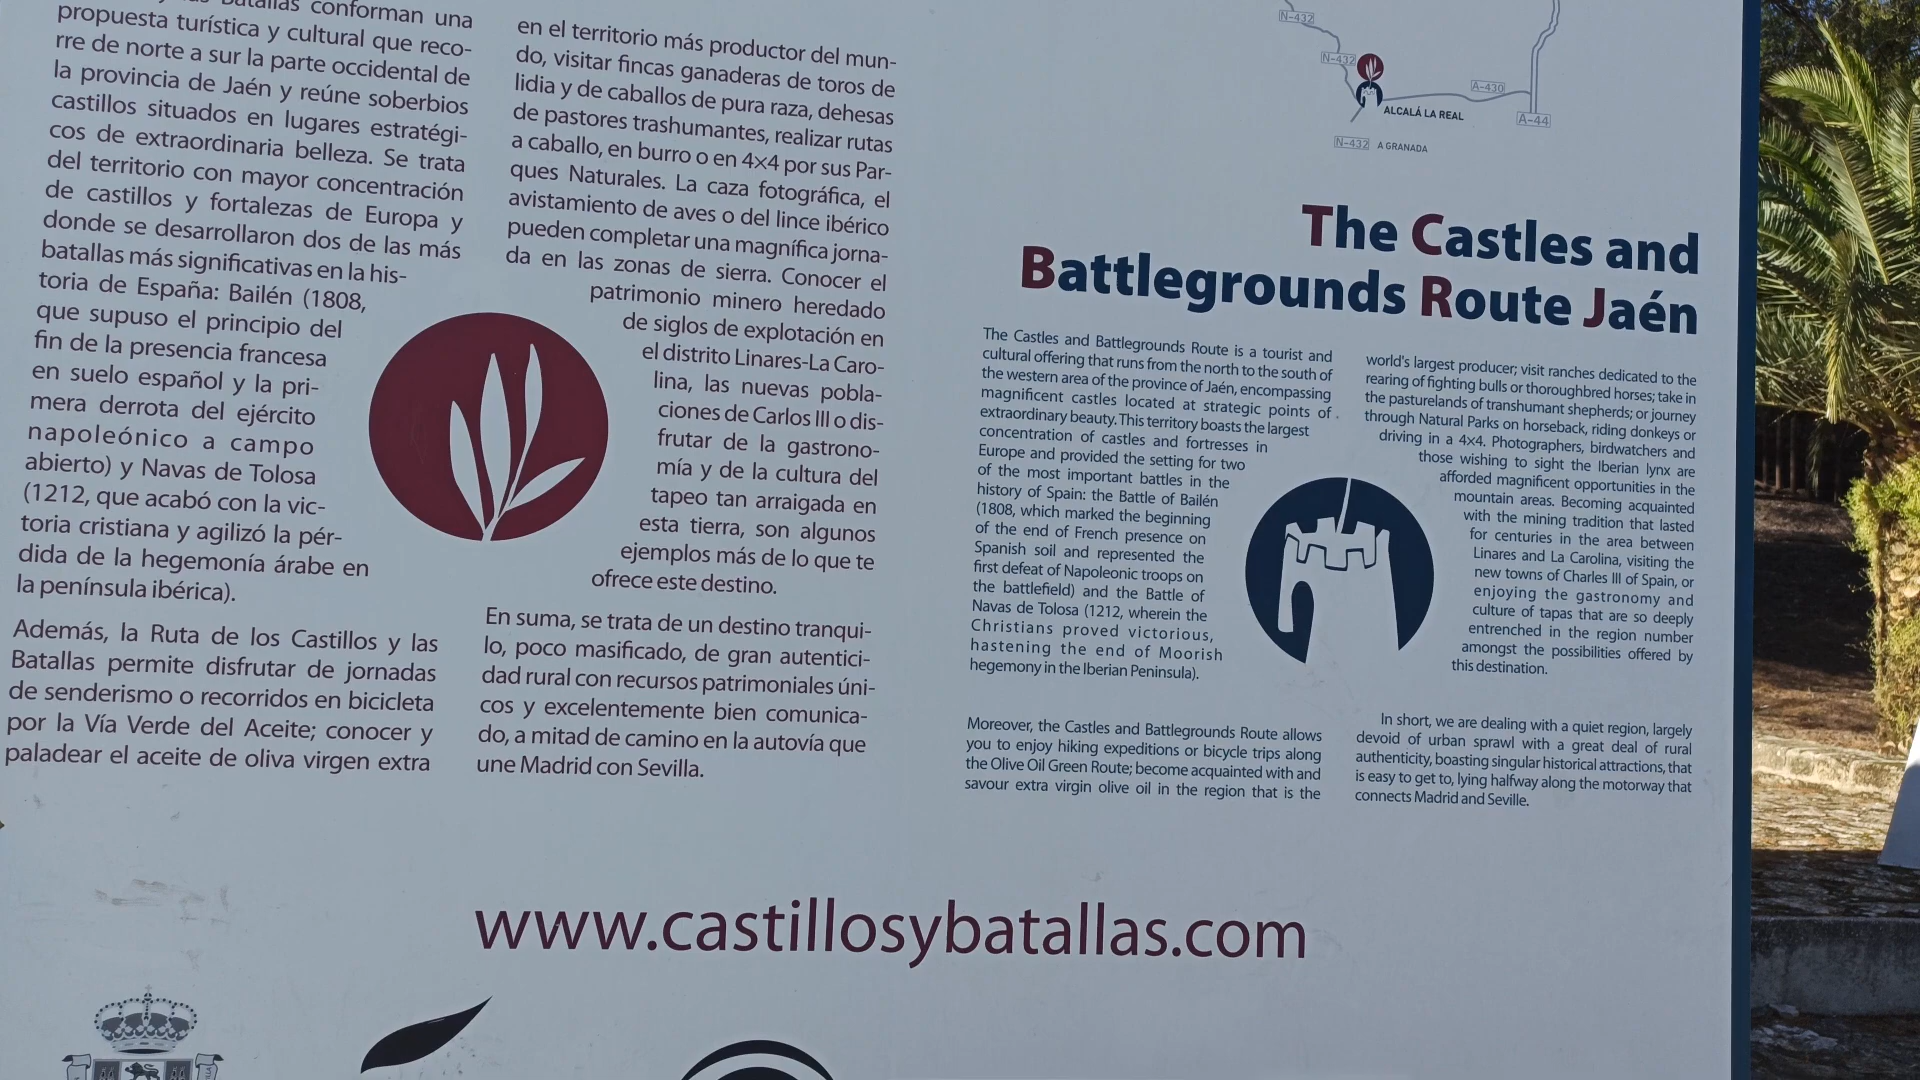 Batallas conforman una
propuesta turística y cultural que reco-
rre de norte a sur la parte occidental de
la provincia de Jaén y reúne soberbios
castillos situados en lugares estratégi-
cos de extraordinaria belleza. Se trata
del territorio con mayor concentración
de castillos y fortalezas de Europa y
donde se desarrollaron dos de las más
batallas más significativas en la his-
toria de España: Bailén (1808,
que supuso el principio del
fin de la presencia francesa
en suelo español y la pri-
mera derrota del ejército
napoleónico a campo
abierto) y Navas de Tolosa
(1212, que acabó con la vic-
toria cristiana y agilizó la pér-
dida de la hegemonía árabe en
la península ibérica).
Además, la Ruta de los Castillos y las
Batallas permite disfrutar de jornadas
de senderismo o recorridos en bicicleta
por la Vía Verde del Aceite; conocer y
paladear el aceite de oliva virgen extra
en el territorio más productor del mun-
do, visitar fincas ganaderas de toros de
lidia y de caballos de pura raza, dehesas
de pastores trashumantes, realizar rutas
a caballo, en burro o en 4×4 por sus Par-
ques Naturales. La caza fotográfica, el
avistamiento de aves o del lince ibérico
pueden completar una magnífica jorna-
da en las zonas de sierra. Conocer el
patrimonio minero heredado
de siglos de explotación en
el distrito Linares-La Caro-
lina, las nuevas pobla-
ciones de Carlos III o dis-
frutar de la gastrono-
mía y de la cultura del
tapeo tan arraigada en
esta tierra, son algunos
ejemplos más de lo que te
ofrece este destino.
En suma, se trata de un destino tranqui-
lo, poco masificado, de gran autentici-
dad rural con recursos patrimoniales úni-
cos y excelentemente bien comunica-
do, a mitad de camino en la autovía que
une Madrid con Sevilla.
N-432
N-432
A-430
ALCALÁ LA REAL
A-44
N-432 A GRANADA
The Castles and
Battlegrounds Route Jaén
The Castles and Battlegrounds Route is a tourist and
cultural offering that runs from the north to the south of
the western area of the province of Jaén, encompassing
magnificent castles located at strategic points of
extraordinary beauty. This territory boasts the largest
concentration of castles and fortresses in
Europe and provided the setting for two
of the most important battles in the
history of Spain: the Battle of Bailén
(1808, which marked the beginning
of the end of French presence on
Spanish soil and represented the
first defeat of Napoleonic troops on
the battlefield) and the Battle of
Navas de Tolosa (1212, wherein the
Christians proved victorious,
hastening the end of Moorish
hegemony in the Iberian Peninsula).
Moreover, the Castles and Battlegrounds Route allows
you to enjoy hiking expeditions or bicycle trips along
the Olive Oil Green Route; become acquainted with and
savour extra virgin olive oil in the region that is the
world's largest producer; visit ranches dedicated to the
rearing of fighting bulls or thoroughbred horses; take in
the pasturelands of transhumant shepherds; or journey
through Natural Parks on horseback, riding donkeys or
driving in a 4×4. Photographers, birdwatchers and
those wishing to sight the Iberian lynx are
afforded magnificent opportunities in the
mountain areas. Becoming acquainted
with the mining tradition that lasted
for centuries in the area between
Linares and La Carolina, visiting the
new towns of Charles III of Spain, or
enjoying the gastronomy and
culture of tapas that are so deeply
entrenched in the region number
amongst the possibilities offered by
this destination.
In short, we are dealing with a quiet region, largely
devoid of urban sprawl with a great deal of rural
authenticity, boasting singular historical attractions, that
is easy to get to, lying halfway along the motorway that
connects Madrid and Seville.
www.castillosybatallas.com